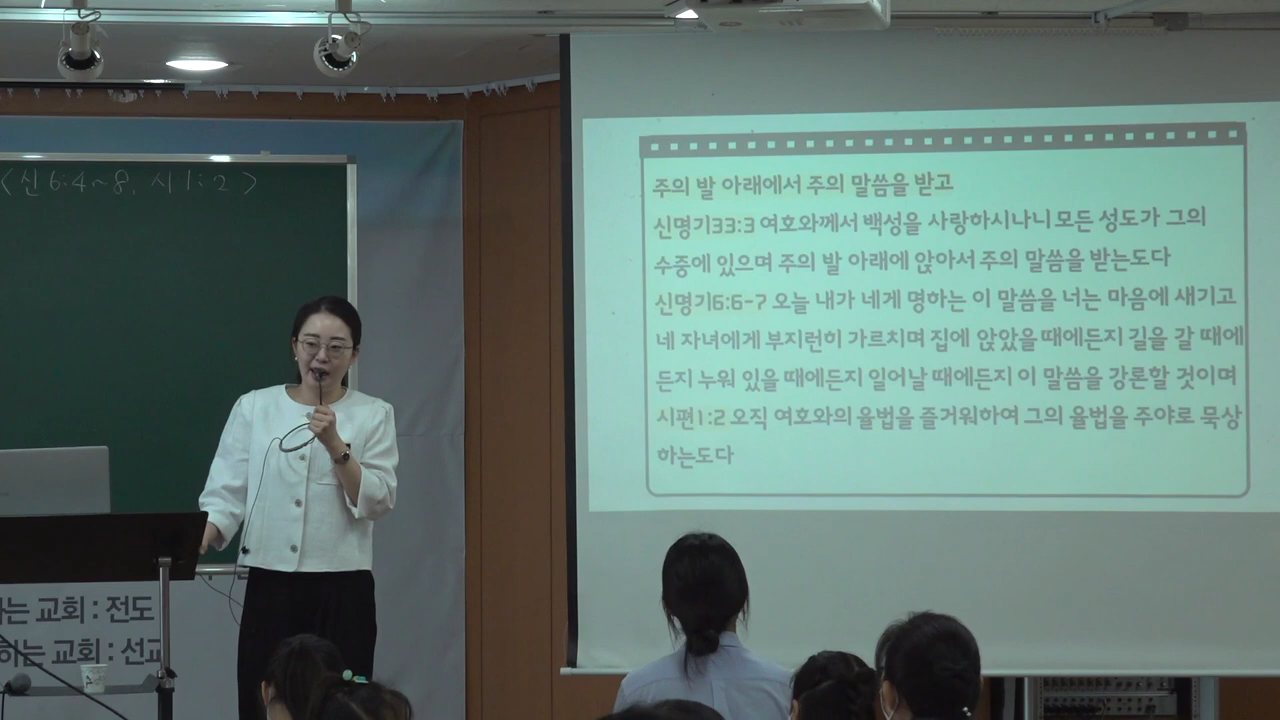 <신 6:4~8, 시 1:2>
주의 발 아래에서 주의 말씀을 받고
신명기33:3 여호와께서 백성을 사랑하시나니 모든 성도가 그의
수중에 있으며 주의 발 아래에 앉아서 주의 말씀을 받는도다
신명기6:6-7 오늘 내가 네게 명하는 이 말씀을 너는 마음에 새기고
네 자녀에게 부지런히 가르치며 집에 앉았을 때에든지 길을 갈 때에
든지 누워 있을 때에든지 일어날 때에든지 이 말씀을 강론할 것이며
시편1:2 오직 여호와의 율법을 즐거워하여 그의 율법을 주야로 묵상
하는도다
는 교회 : 전도
하는 교회 : 선교